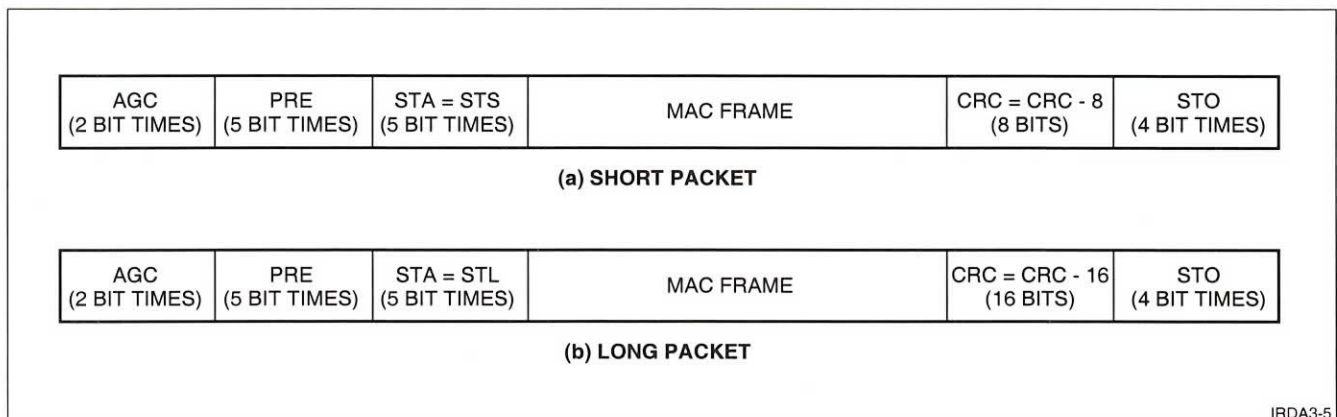 AGC
(2 BIT TIMES)
PRE
(5 BIT TIMES)
STA = STS
(5 BIT TIMES)
MAC FRAME
CRC = CRC - 8
(8 BITS)
STO
(4 BIT TIMES)
(a) SHORT PACKET
AGC
(2 BIT TIMES)
PRE
(5 BIT TIMES)
STA = STL
(5 BIT TIMES)
MAC FRAME
CRC = CRC - 16
(16 BITS)
STO
(4 BIT TIMES)
(b) LONG PACKET
IRDA3-5